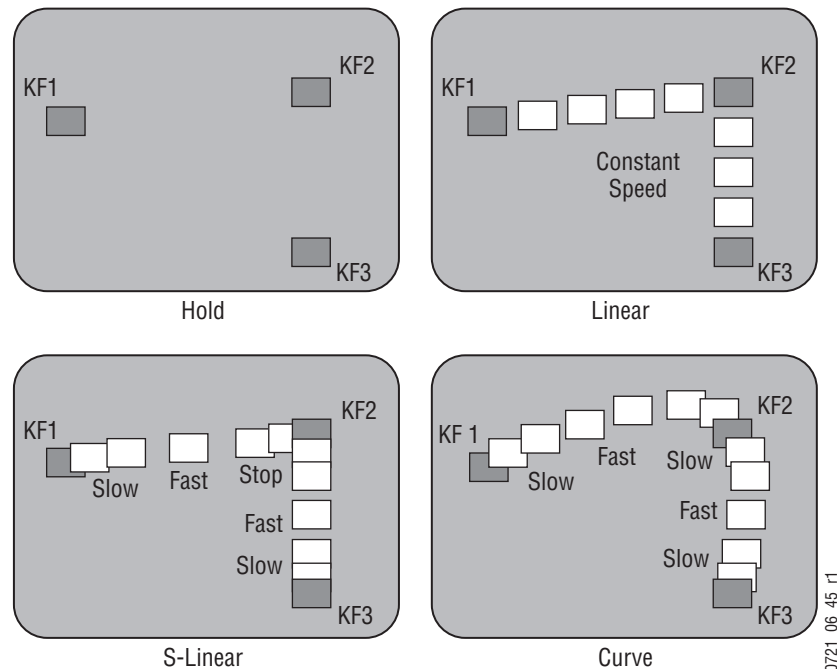 KF1
KF2
KF3
Hold
KF1
KF2
Constant
Speed
KF3
Linear
KF1
KF2
Slow
Fast
Stop
Fast
Slow
KF3
S-Linear
KF 1
KF2
Slow
Fast
Slow
Fast
Slow
KF3
Curve